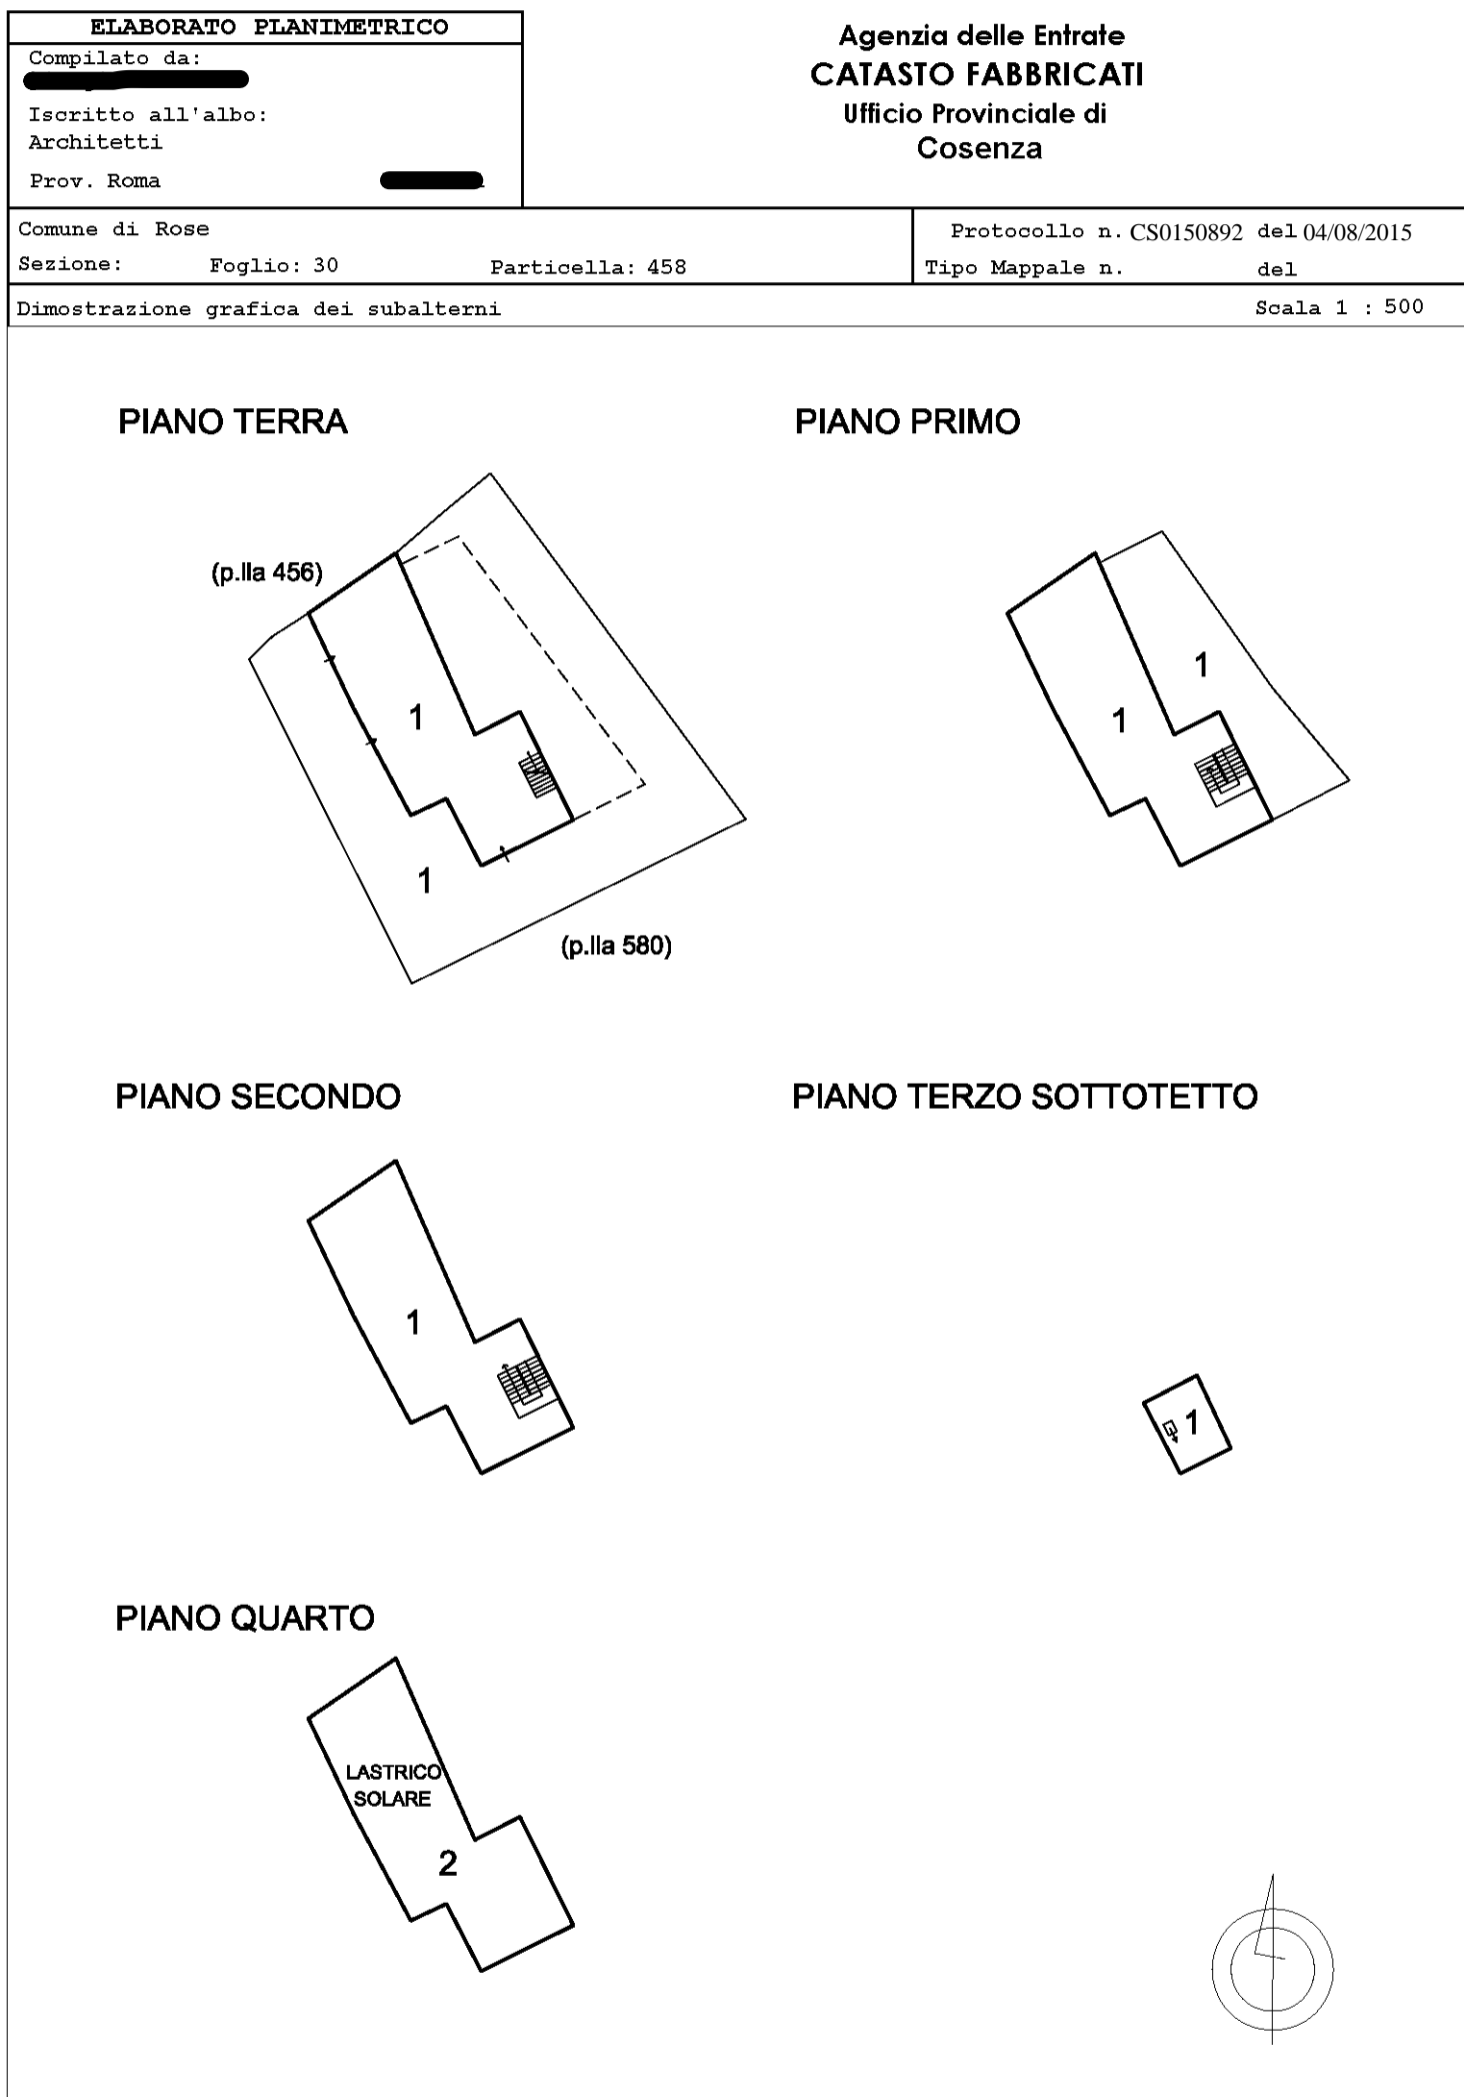 ELABORATO PLANIMETRICO
Compilato da:
Iscritto all'albo:
Architetti
Prov. Roma
Agenzia delle Entrate
CATASTO FABBRICATI
Ufficio Provinciale di
Cosenza
Comune di Rose
Sezione: Foglio: 30 Particella: 458
Protocollo n. CS0150892 del 04/08/2015
Tipo Mappale n. del
Dimostrazione grafica dei subalterni Scala 1 : 500
PIANO TERRA
(p.lla 456)
1
1
(p.lla 580)
PIANO PRIMO
1
1
PIANO SECONDO
1
PIANO TERZO SOTTOTETTO
1
PIANO QUARTO
LASTRICO
SOLARE
2